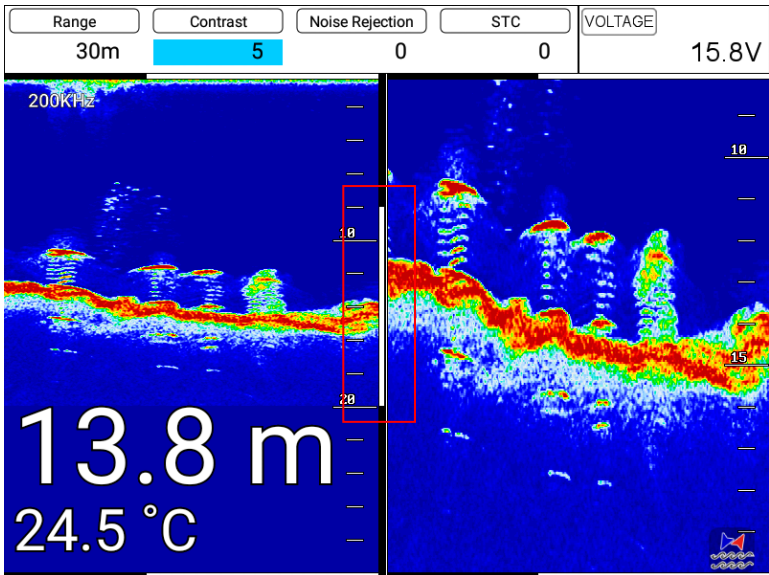 Range
Contrast
Noise Rejection
STC
VOLTAGE
30m
5
0
0
15.8V
200KHz
10
20
13.8 m
24.5 °C
10
15